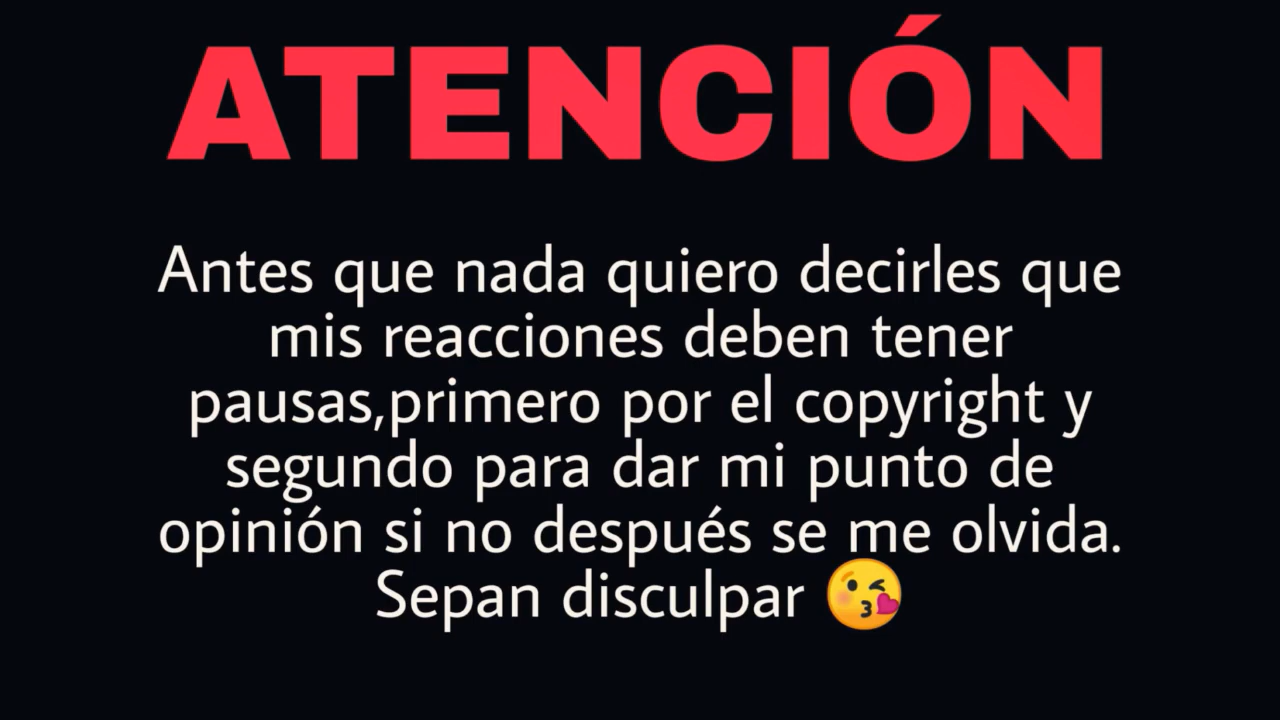 ATENCIÓN
Antes que nada quiero decirles que
mis reacciones deben tener
pausas,primero por el copyright y
segundo para dar mi punto de
opinión si no después se me olvida.
Sepan disculpar 😘